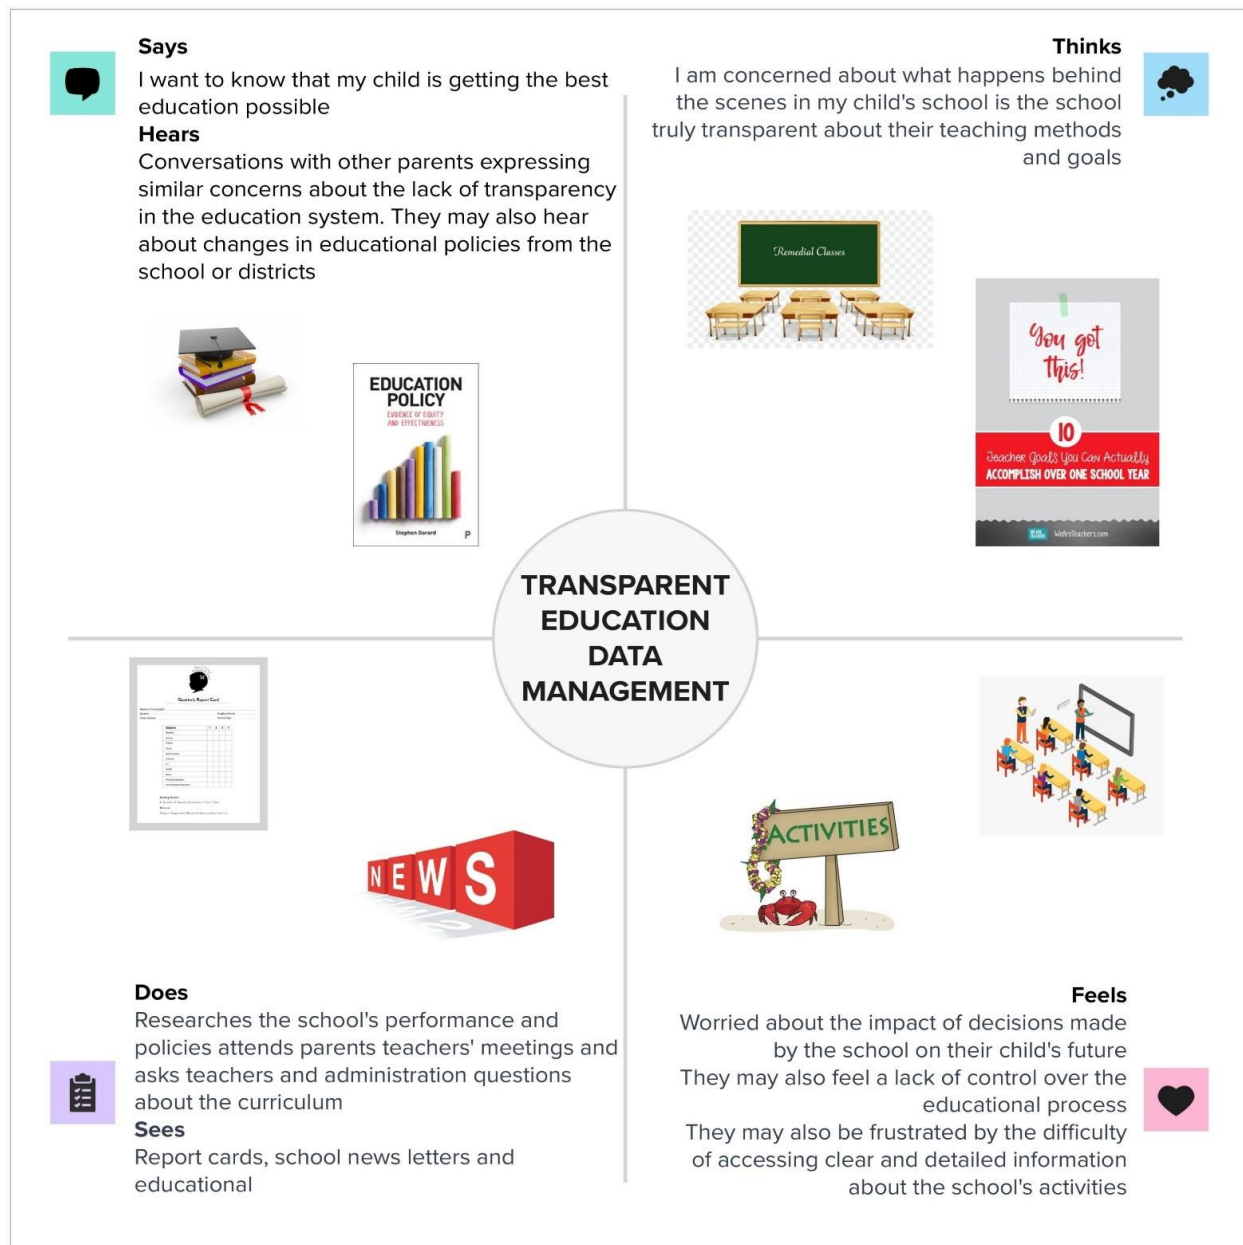 Says
I want to know that my child is getting the best
education possible
Hears
Conversations with other parents expressing
similar concerns about the lack of transparency
in the education system. They may also hear
about changes in educational policies from the
school or districts
Thinks
I am concerned about what happens behind
the scenes in my child's school is the school
truly transparent about their teaching methods
and goals
Remedial Classes
You got
this!
10
Teacher Goals You Can Actually
ACCOMPLISH OVER ONE SCHOOL YEAR
WE ARE
TEACHERS
WeAreTeachers.com
EDUCATION
POLICY
EVIDENCE OF EQUITY
AND EFFECTIVENESS
Stephen Gorard
P
TRANSPARENT
EDUCATION
DATA
MANAGEMENT
Quarterly Report Card
NEWS
ACTIVITIES
Does
Researches the school's performance and
policies attends parents teachers' meetings and
asks teachers and administration questions
about the curriculum
Sees
Report cards, school news letters and
educational
Feels
Worried about the impact of decisions made
by the school on their child's future
They may also feel a lack of control over the
educational process
They may also be frustrated by the difficulty
of accessing clear and detailed information
about the school's activities